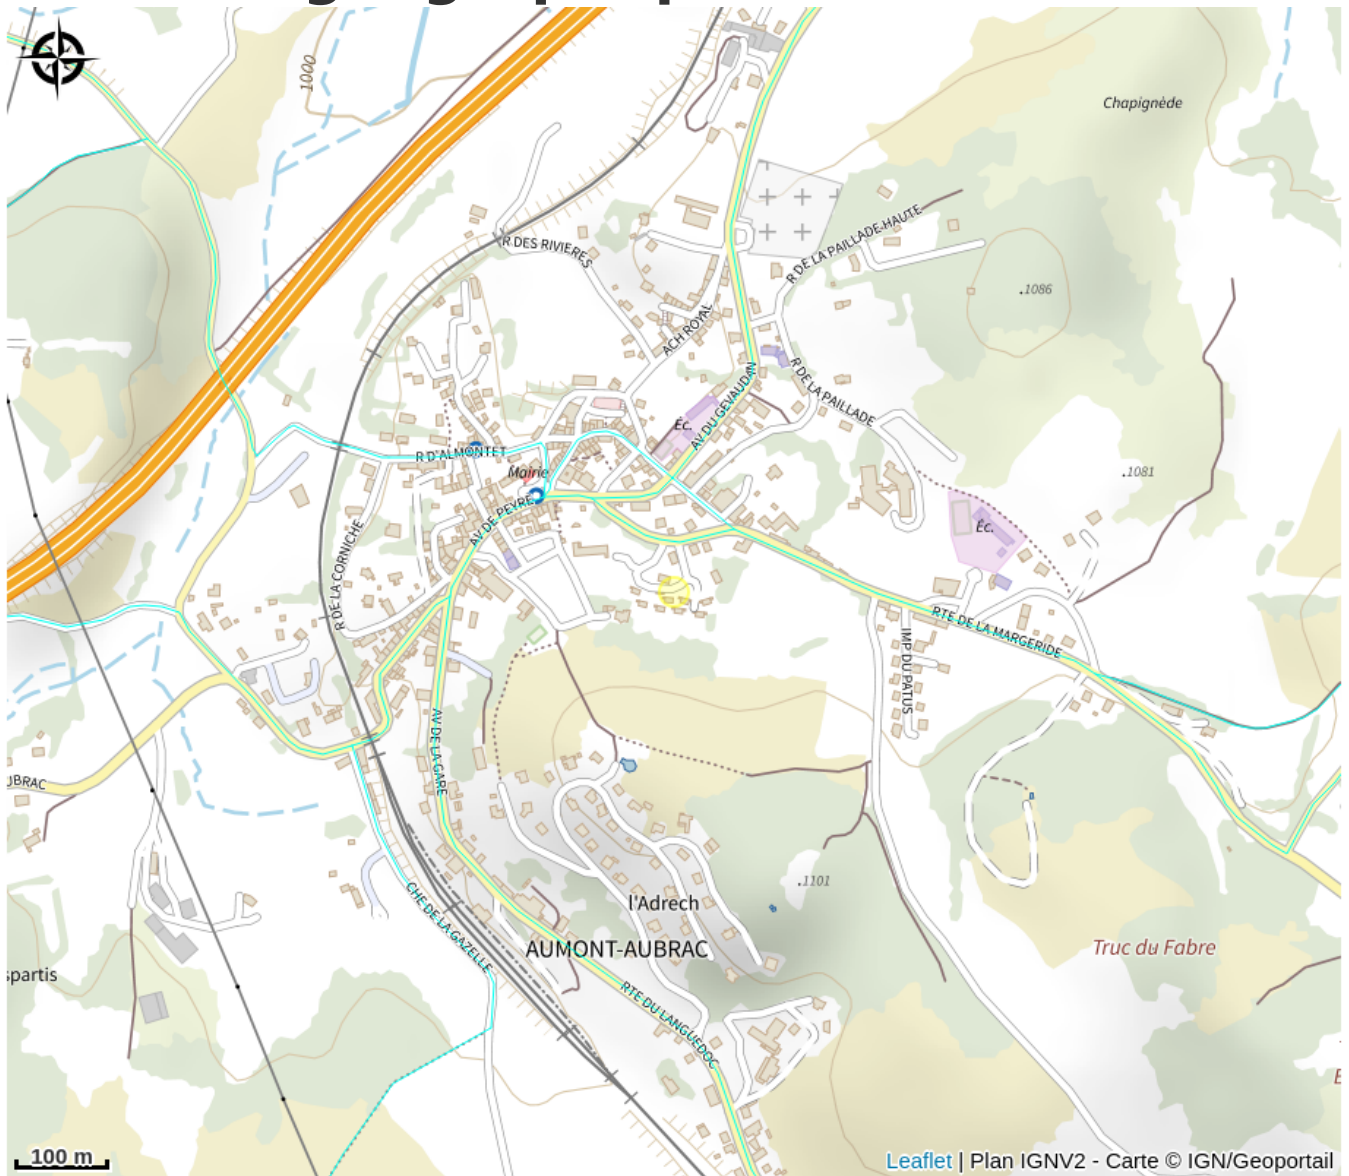 1000
Chapignède
R DE LA PAILLADE HAUTE
R DES RIVIERES
.1086
ACH ROYAL
R DE LA PAILLADE
AV DU GEVAUDAN
Éc.
R D'ALMONTET
Mairie
.1081
AV DE PEYRE
Éc.
R DE LA CORNICHE
RTE DE LA MARGERIDE
IMP DU PATUS
AV DE LA GARE
UBRAC
.1101
CHE DE LA GAZELLE
l'Adrech
AUMONT-AUBRAC
Truc du Fabre
spartis
RTE DU LANGUEDOC
100 m
Leaflet | Plan IGNV2 - Carte © IGN/Geoportail